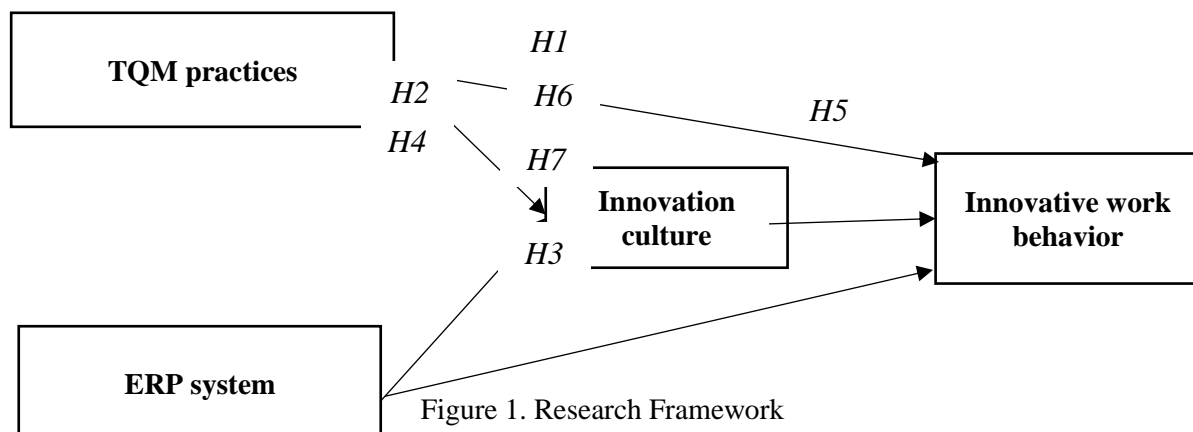 H1
TQM practices
H2
H6
H5
H4
H7
Innovation
culture
Innovative work
behavior
H3
ERP system
Figure 1. Research Framework